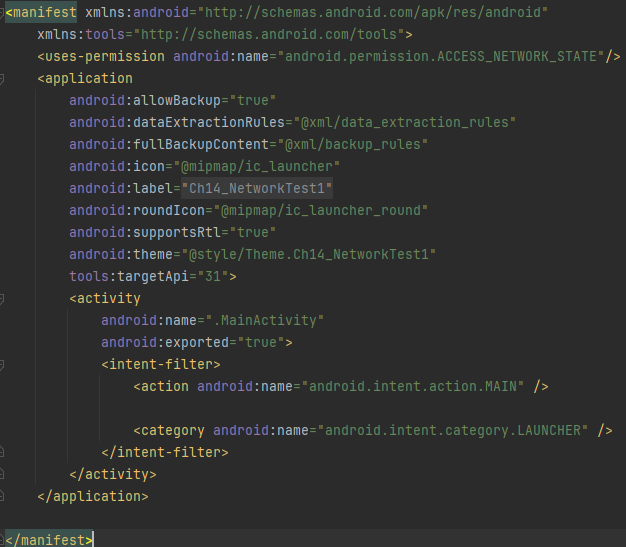 <manifest xmlns:android="http://schemas.android.com/apk/res/android"
xmlns:tools="http://schemas.android.com/tools">
<uses-permission android:name="android.permission.ACCESS_NETWORK_STATE"/>
<application
android:allowBackup="true"
android:dataExtractionRules="@xml/data_extraction_rules"
android:fullBackupContent="@xml/backup_rules"
android:icon="@mipmap/ic_launcher"
android:label="Ch14_NetworkTest1"
android:roundIcon="@mipmap/ic_launcher_round"
android:supportsRtl="true"
android:theme="@style/Theme.Ch14_NetworkTest1"
tools:targetApi="31">
<activity
android:name=".MainActivity"
android:exported="true">
<intent-filter>
<action android:name="android.intent.action.MAIN" />
<category android:name="android.intent.category.LAUNCHER" />
</intent-filter>
</activity>
</application>
</manifest>